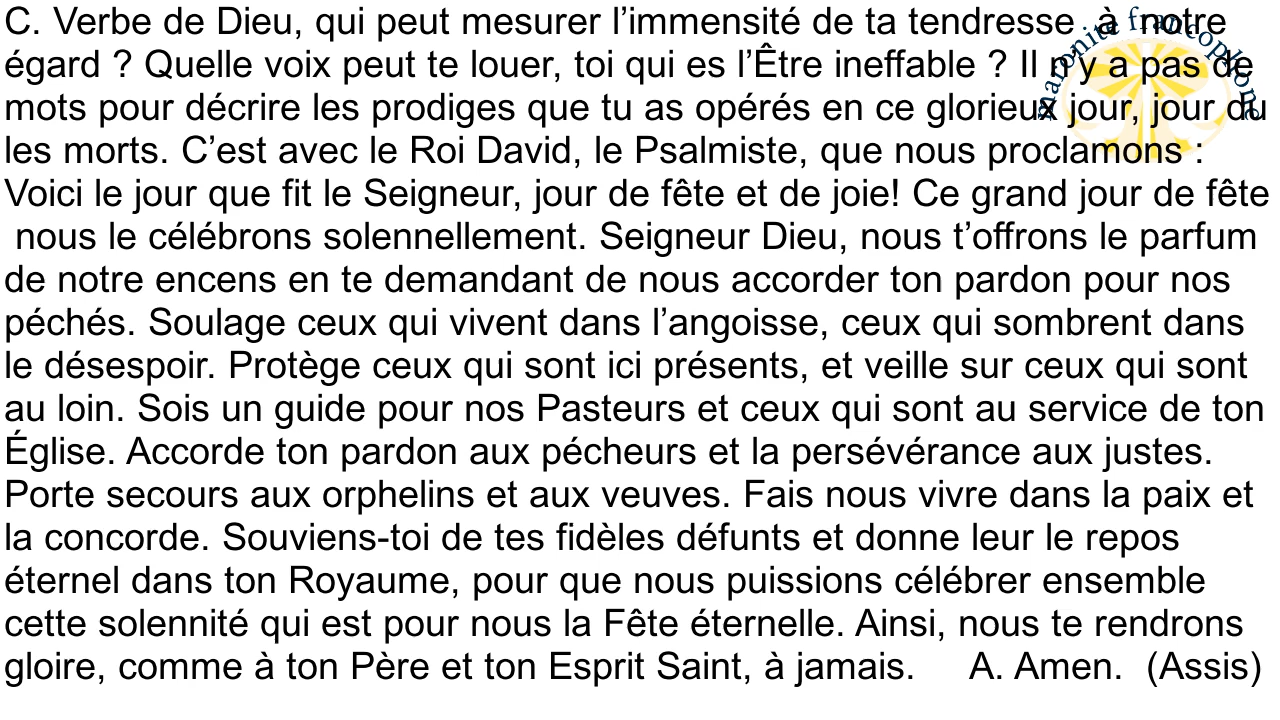 C. Verbe de Dieu, qui peut mesurer l’immensité de ta tendresse à notre
égard ? Quelle voix peut te louer, toi qui es l’Être ineffable ? Il n’y a pas de
mots pour décrire les prodiges que tu as opérés en ce glorieux jour, jour du
les morts. C’est avec le Roi David, le Psalmiste, que nous proclamons :
Voici le jour que fit le Seigneur, jour de fête et de joie! Ce grand jour de fête
nous le célébrons solennellement. Seigneur Dieu, nous t’offrons le parfum
de notre encens en te demandant de nous accorder ton pardon pour nos
péchés. Soulage ceux qui vivent dans l’angoisse, ceux qui sombrent dans
le désespoir. Protège ceux qui sont ici présents, et veille sur ceux qui sont
au loin. Sois un guide pour nos Pasteurs et ceux qui sont au service de ton
Église. Accorde ton pardon aux pécheurs et la persévérance aux justes.
Porte secours aux orphelins et aux veuves. Fais nous vivre dans la paix et
la concorde. Souviens-toi de tes fidèles défunts et donne leur le repos
éternel dans ton Royaume, pour que nous puissions célébrer ensemble
cette solennité qui est pour nous la Fête éternelle. Ainsi, nous te rendrons
gloire, comme à ton Père et ton Esprit Saint, à jamais. A. Amen. (Assis)
maronite francophone